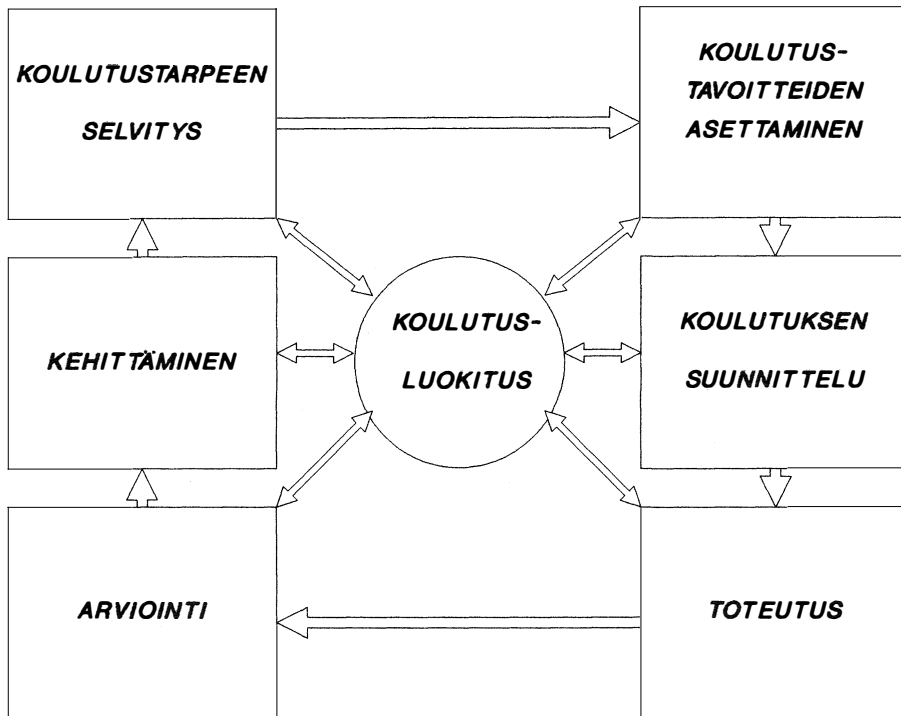 KOULUTUSTARPEEN
SELVITYS
KOULUTUS-
TAVOITTEIDEN
ASETTAMINEN
KEHITTÄMINEN
KOULUTUS-
LUOKITUS
KOULUTUKSEN
SUUNNITTELU
ARVIOINTI
TOTEUTUS